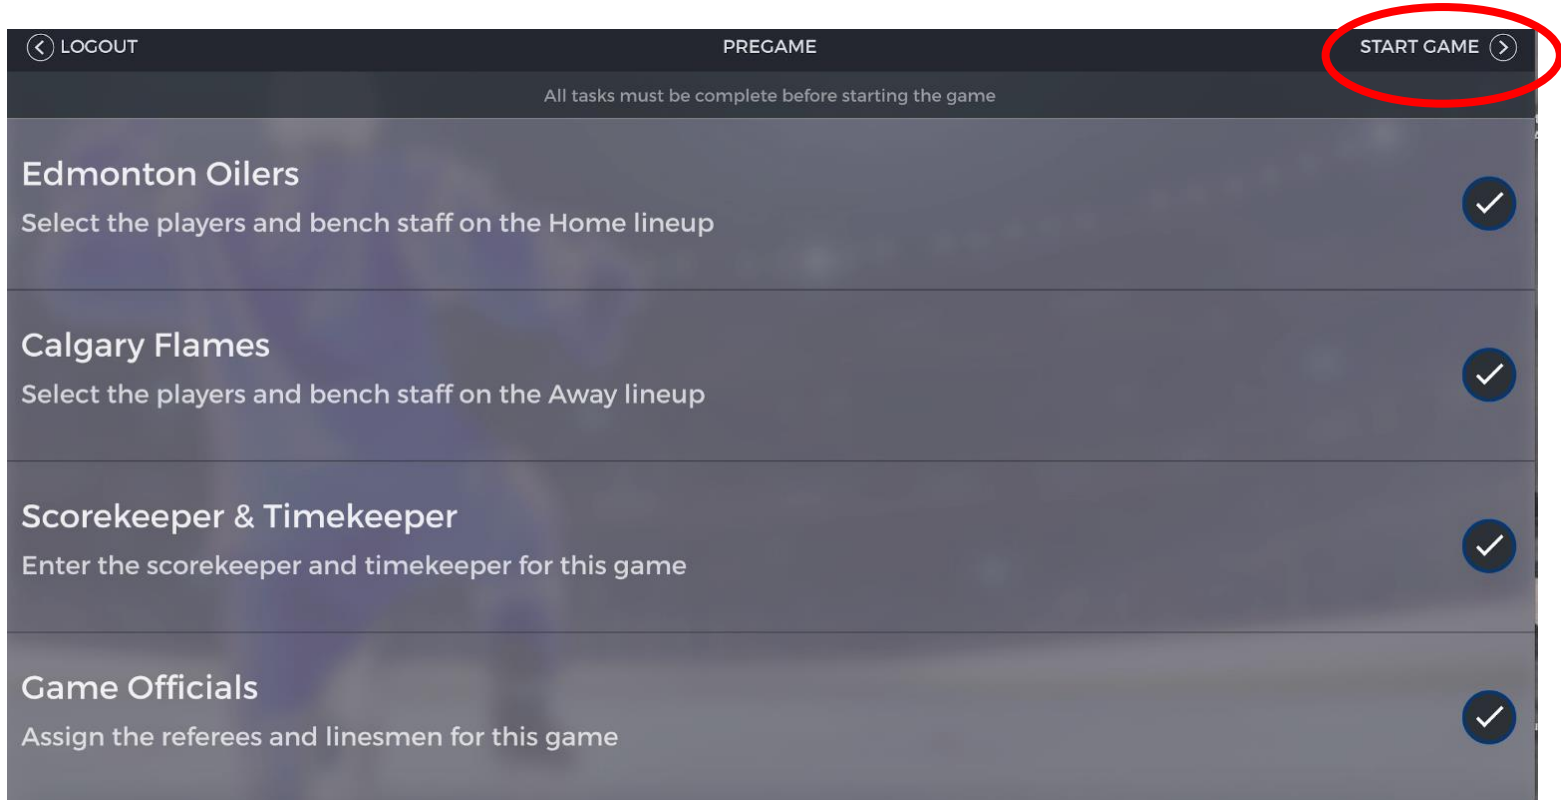 LOGOUT
PREGAME
START GAME
All tasks must be complete before starting the game
Edmonton Oilers
Select the players and bench staff on the Home lineup
Calgary Flames
Select the players and bench staff on the Away lineup
Scorekeeper & Timekeeper
Enter the scorekeeper and timekeeper for this game
Game Officials
Assign the referees and linesmen for this game